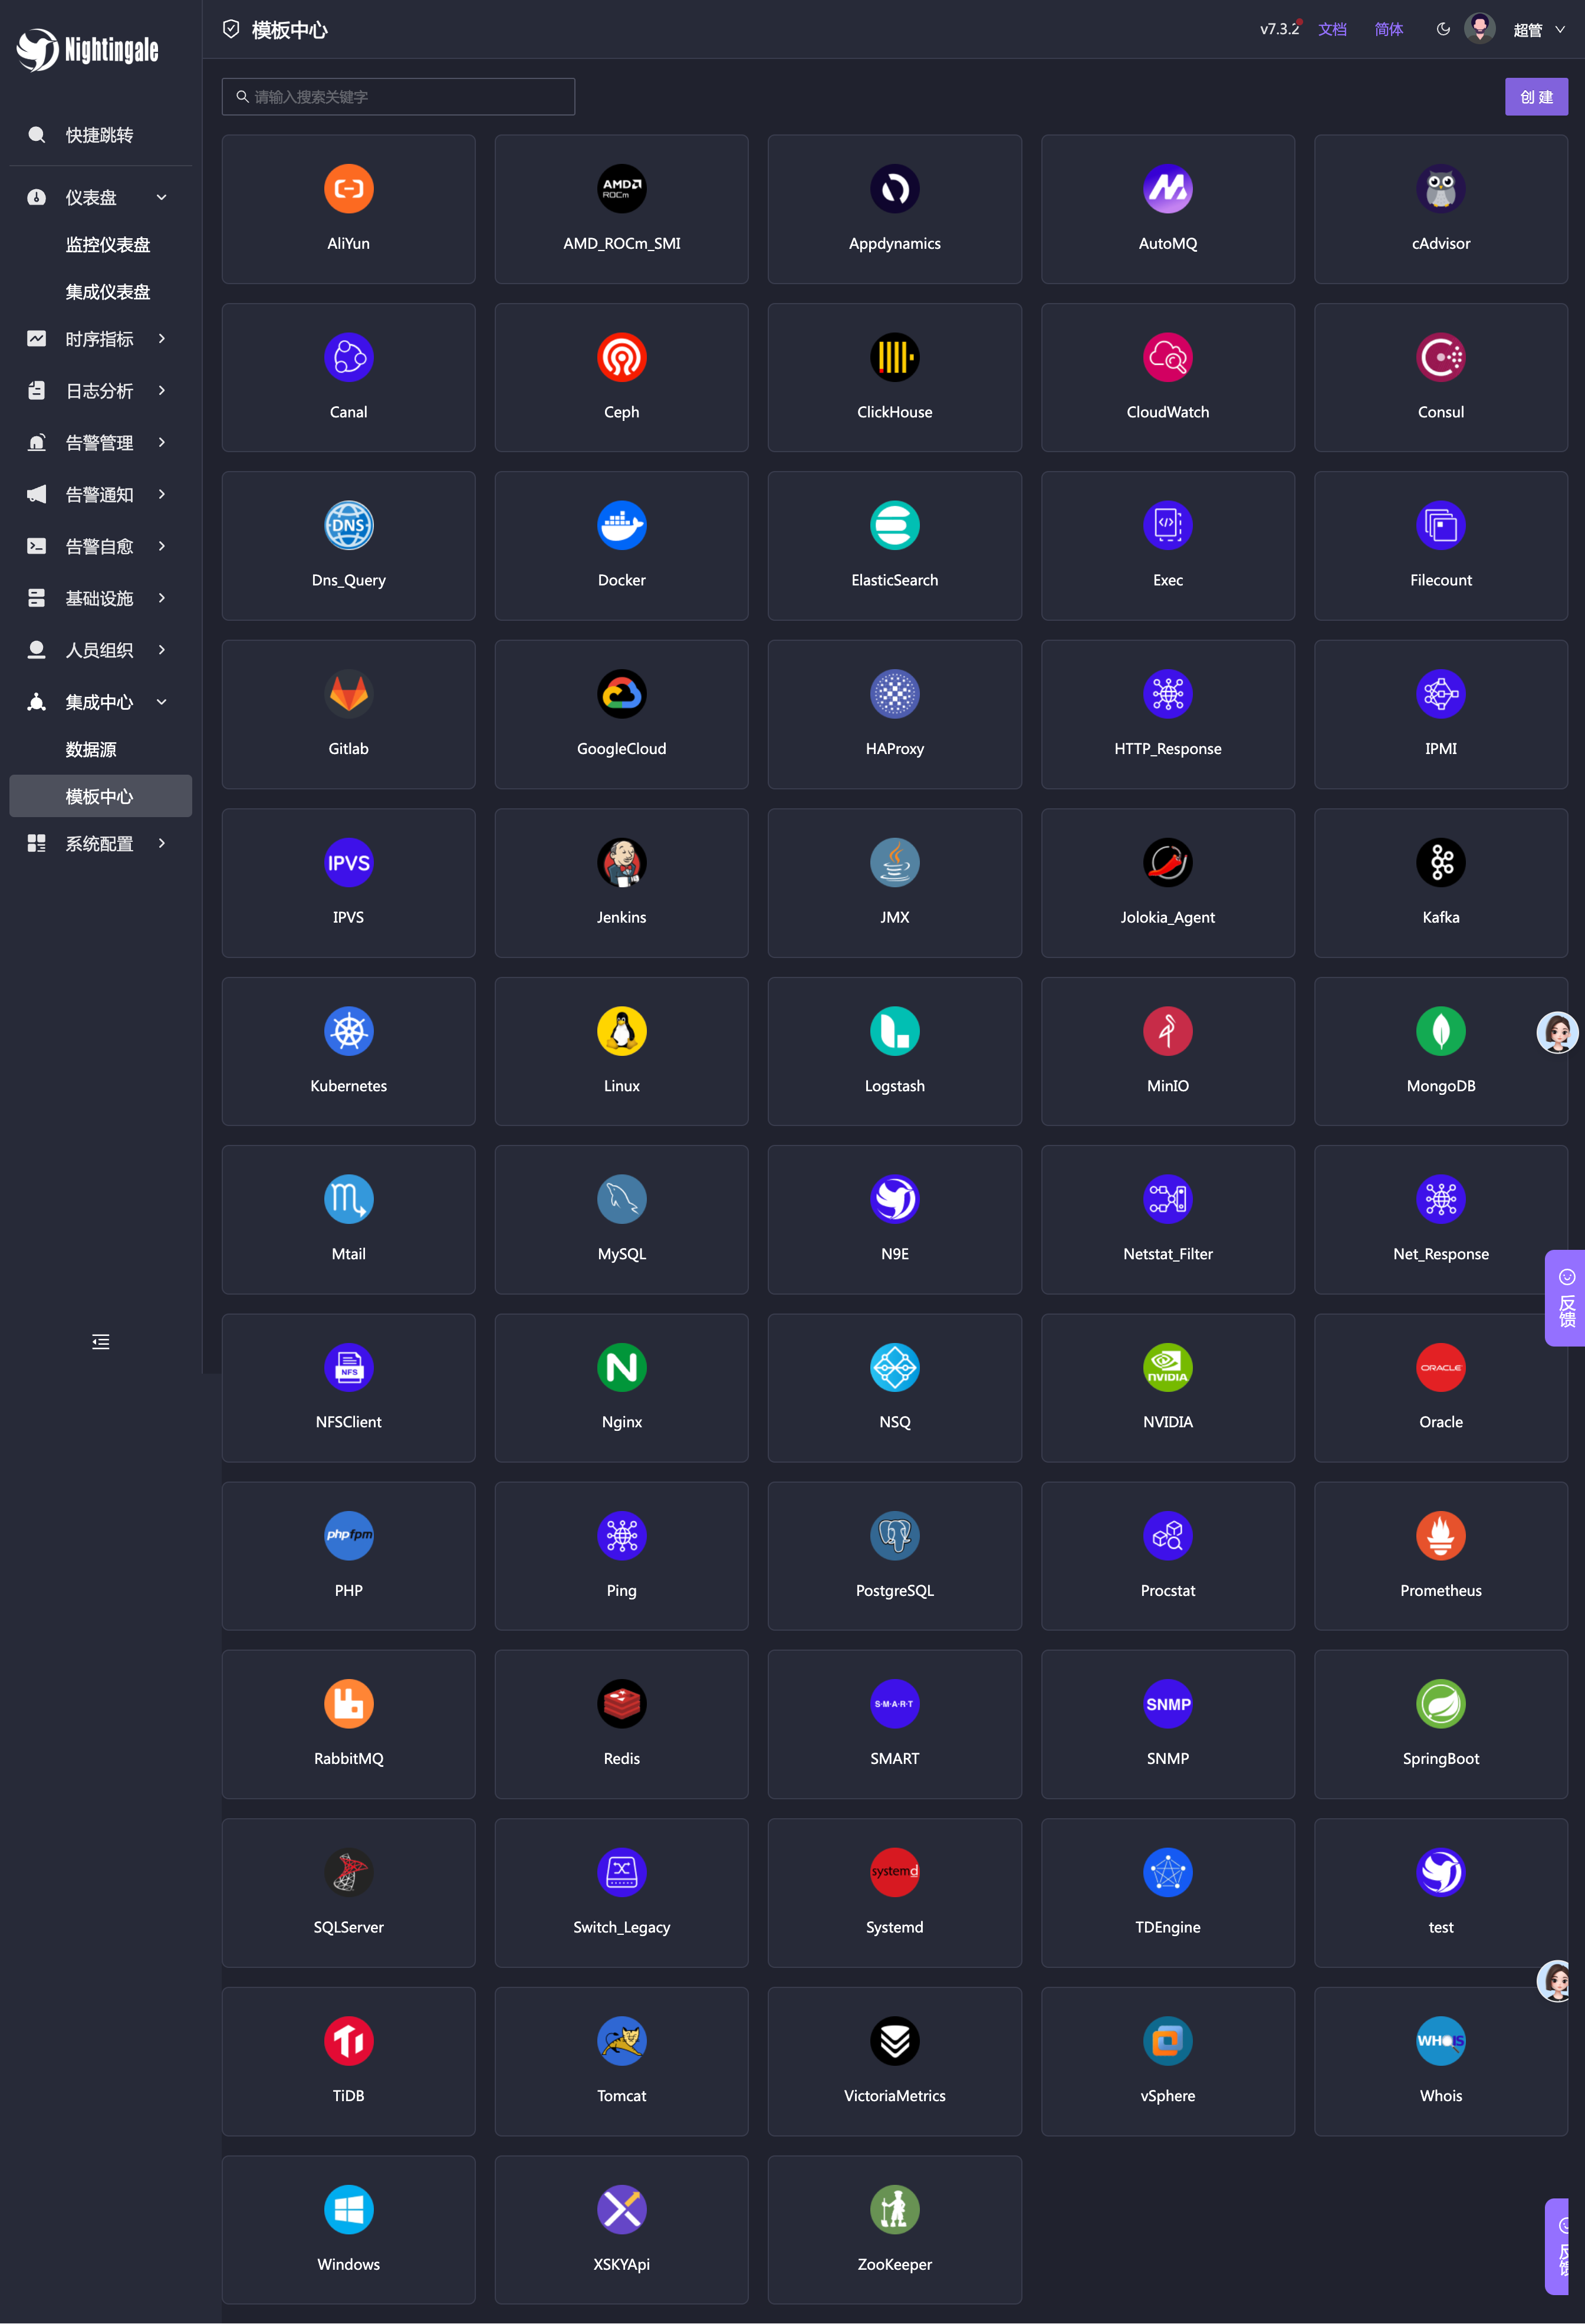 Nightingale
模板中心
v7.3.2
文档
简体
超管
快捷跳转
仪表盘
监控仪表盘
集成仪表盘
时序指标
日志分析
告警管理
告警通知
告警自愈
基础设施
人员组织
集成中心
数据源
模板中心
系统配置
请输入搜索关键字
创 建
AMD
ROCm
AliYun
AMD_ROCm_SMI
Appdynamics
AutoMQ
cAdvisor
Canal
Ceph
ClickHouse
CloudWatch
Consul
DNS
Dns_Query
Docker
ElasticSearch
Exec
Filecount
Gitlab
GoogleCloud
HAProxy
HTTP_Response
IPMI
IPVS
IPVS
Jenkins
JMX
Jolokia_Agent
Kafka
Kubernetes
Linux
Logstash
MinIO
MongoDB
Mtail
MySQL
N9E
Netstat_Filter
Net_Response
反馈
NFS
NVIDIA
ORACLE
NFSClient
Nginx
NSQ
NVIDIA
Oracle
phpfpm
PHP
Ping
PostgreSQL
Procstat
Prometheus
S·M·A·R·T
SNMP
RabbitMQ
Redis
SMART
SNMP
SpringBoot
systemd
SQLServer
Switch_Legacy
Systemd
TDEngine
test
WHOIS
TiDB
Tomcat
VictoriaMetrics
vSphere
Whois
Windows
XSKYApi
ZooKeeper
反馈